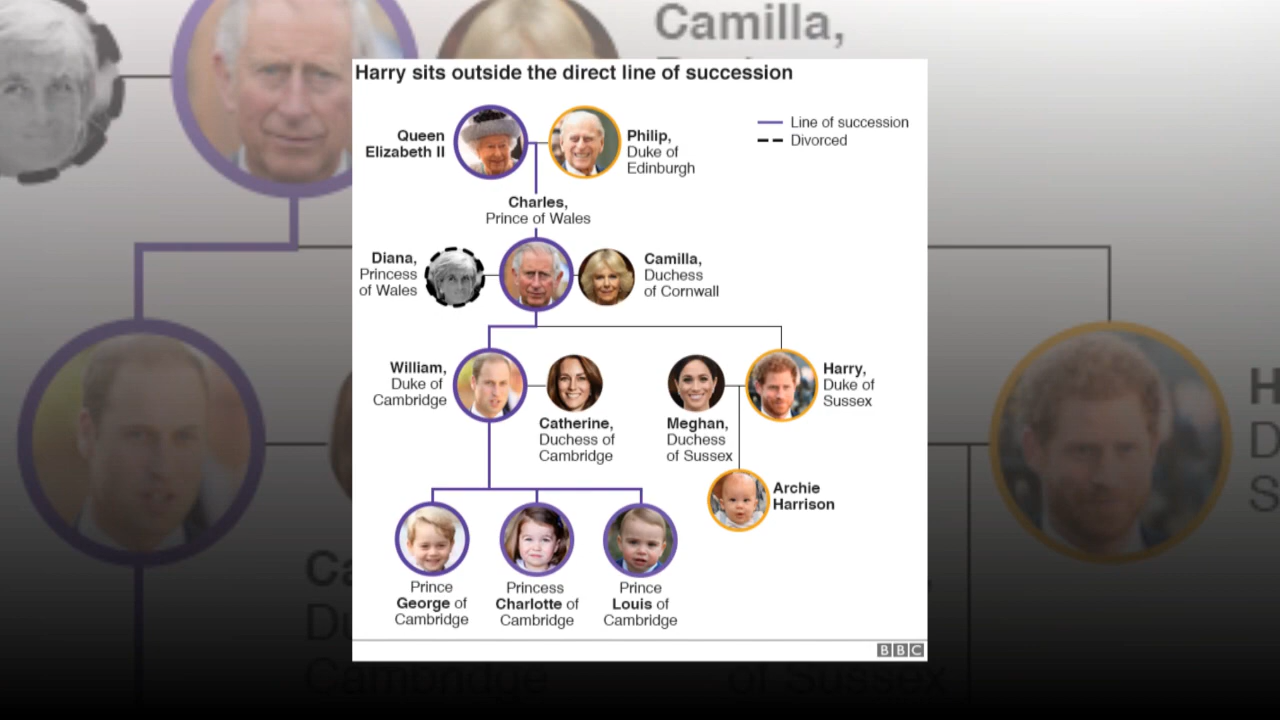 Camilla,
Harry sits outside the direct line of succession
Queen
Elizabeth II
Philip,
Duke of
Edinburgh
Line of succession
Divorced
Charles,
Prince of Wales
Diana,
Princess
of Wales
Camilla,
Duchess
of Cornwall
William,
Duke of
Cambridge
Catherine,
Duchess of
Cambridge
Meghan,
Duchess
of Sussex
Harry,
Duke of
Sussex
Archie
Harrison
Prince
George of
Cambridge
Princess
Charlotte of
Cambridge
Prince
Louis of
Cambridge
BBC
Cambridge
of Sussex